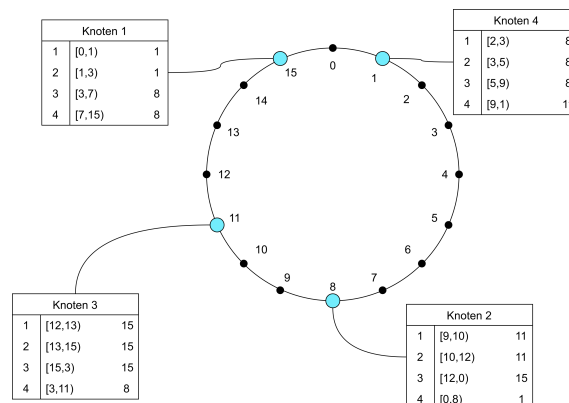 Knoten 1
1 [0,1) 1
2 [1,3) 1
3 [3,7) 8
4 [7,15) 8
Knoten 4
1 [2,3) 8
2 [3,5) 8
3 [5,9) 8
4 [9,1)
15
0
1
14
2
13
3
12
4
11
5
10
6
9
8
7
Knoten 3
1 [12,13) 15
2 [13,15) 15
3 [15,3) 15
4 [3,11) 8
Knoten 2
1 [9,10) 11
2 [10,12) 11
3 [12,0) 15
4 [0,8) 1